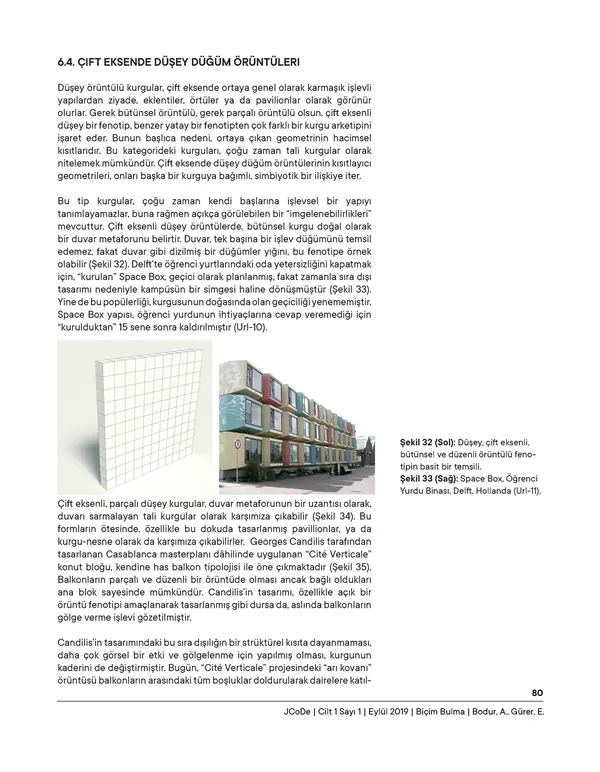 6.4. ÇIFT EKSENDE DÜŞEY DÜĞÜM ÖRÜNTÜLERI
Düşey örüntülü kurgular, çift eksende ortaya genel olarak karmaşık işlevli
yapılardan ziyade, eklentiler, örtüler ya da pavilionlar olarak görünür
olurlar. Gerek bütünsel örüntülü, gerek parçalı örüntülü olsun, çift eksenli
düşey bir fenotip, benzer yatay bir fenotipten çok farklı bir kurgu arketipini
işaret eder. Bunun başlıca nedeni, ortaya çıkan geometrinin hacimsel
kısıtlarıdır. Bu kategorideki kurguları, çoğu zaman tali kurgular olarak
nitelemek mümkündür. Çift eksende düşey düğüm örüntülerinin kısıtlayıcı
geometrileri, onları başka bir kurguya bağımlı, simbiyotik bir ilişkiye iter.
Bu tip kurgular, çoğu zaman kendi başlarına işlevsel bir yapıyı
tanımlayamazlar, buna rağmen açıkça görülebilen bir “imgelenebilirlikleri”
mevcuttur. Çift eksenli düşey örüntülerde, bütünsel kurgu doğal olarak
bir duvar metaforunu belirtir. Duvar, tek başına bir işlev düğümünü temsil
edemez, fakat duvar gibi dizilmiş bir düğümler yığını, bu fenotipe örnek
olabilir (Şekil 32). Delft’te öğrenci yurtlarındaki oda yetersizliğini kapatmak
için, “kurulan” Space Box, geçici olarak planlanmış, fakat zamanla sıra dışı
tasarımı nedeniyle kampüsün bir simgesi haline dönüşmüştür (Şekil 33).
Yine de bu popülerliği, kurgusunun doğasında olan geçiciliği yenememiştir.
Space Box yapısı, öğrenci yurdunun ihtiyaçlarına cevap veremediği için
“kurulduktan” 15 sene sonra kaldırılmıştır (Url-10).
Şekil 32 (Sol): Düşey, çift eksenli,
bütünsel ve düzenli örüntülü feno-
tipin basit bir temsili.
Şekil 33 (Sağ): Space Box, Öğrenci
Yurdu Binası, Delft, Hollanda (Url-11).
Çift eksenli, parçalı düşey kurgular, duvar metaforunun bir uzantısı olarak,
duvarı sarmalayan tali kurgular olarak karşımıza çıkabilir (Şekil 34). Bu
formların ötesinde, özellikle bu dokuda tasarlanmış pavillionlar, ya da
kurgu-nesne olarak da karşımıza çıkabilirler. Georges Candilis tarafından
tasarlanan Casablanca masterplanı dâhilinde uygulanan “Cité Verticale”
konut bloğu, kendine has balkon tipolojisi ile öne çıkmaktadır (Şekil 35).
Balkonların parçalı ve düzenli bir örüntüde olması ancak bağlı oldukları
ana blok sayesinde mümkündür. Candilis’in tasarımı, özellikle açık bir
örüntü fenotipi amaçlanarak tasarlanmış gibi dursa da, aslında balkonların
gölge verme işlevi gözetilmiştir.
Candilis’in tasarımındaki bu sıra dışılığın bir strüktürel kısıta dayanmaması,
daha çok görsel bir etki ve gölgelenme için yapılmış olması, kurgunun
kaderini de değiştirmiştir. Bugün, “Cité Verticale” projesindeki “arı kovanı”
örüntüsü balkonların arasındaki tüm boşluklar doldurularak dairelere katıl-
80
JCoDe | Cilt 1 Sayı 1 | Eylül 2019 | Biçim Bulma | Bodur, A., Gürer, E.